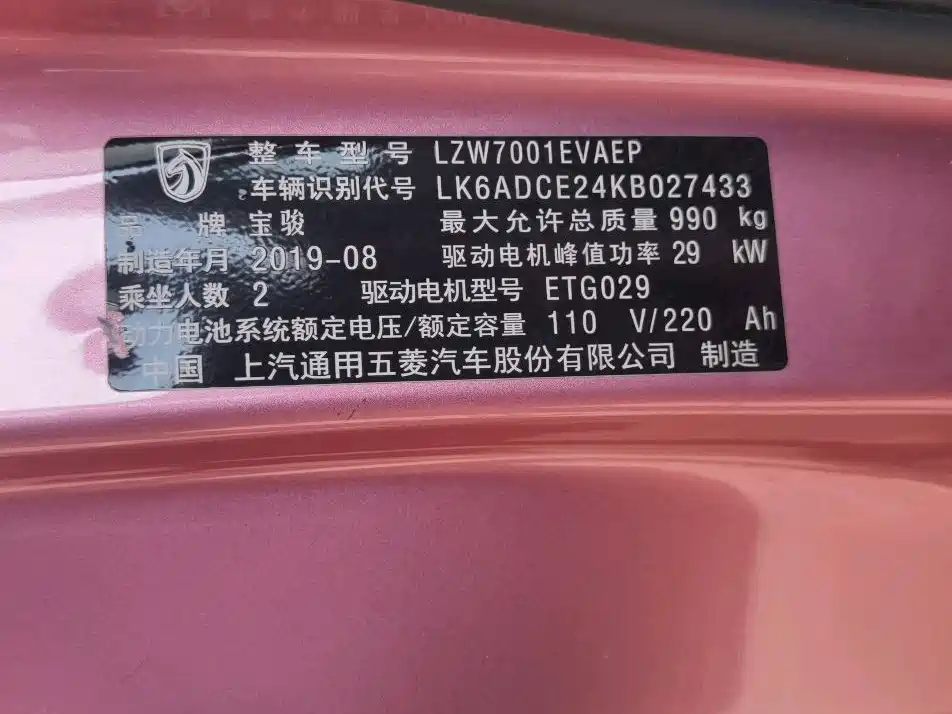 整车型号 LZW7001EVAEP
车辆识别代号 LK6ADCE24KB027433
品牌 宝骏 最大允许总质量 990 kg
制造年月 2019-08 驱动电机峰值功率 29 kW
乘坐人数 2 驱动电机型号 ETG029
动力电池系统额定电压/额定容量 110 V/220 Ah
中国 上汽通用五菱汽车股份有限公司 制造